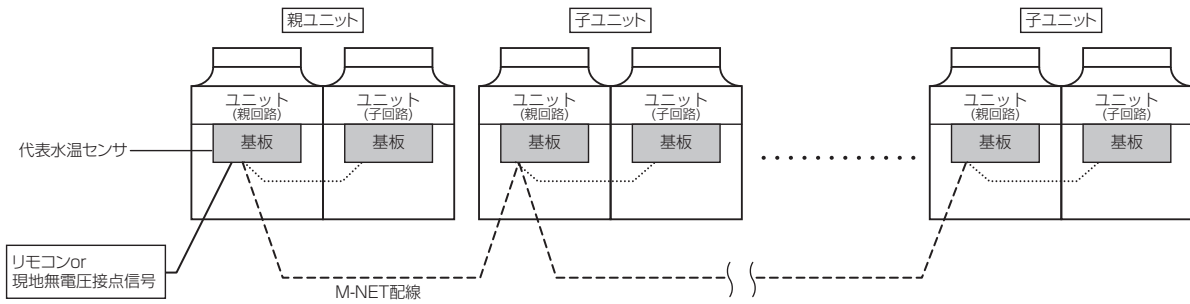 親ユニット
子ユニット
子ユニット
ユニット
(親回路)
ユニット
(子回路)
ユニット
(親回路)
ユニット
(子回路)
ユニット
(親回路)
ユニット
(子回路)
基板
基板
基板
基板
基板
基板
代表水温センサ
リモコンor
現地無電圧接点信号
M-NET配線